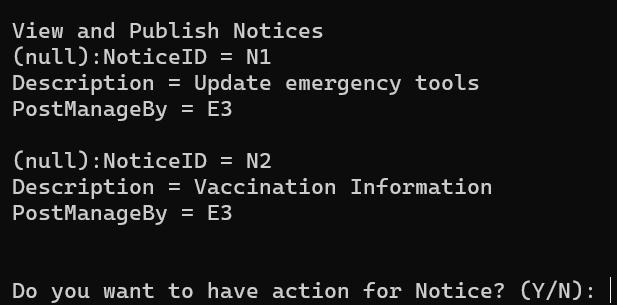 View and Publish Notices
(null):NoticeID = N1
Description = Update emergency tools
PostManageBy = E3
(null):NoticeID = N2
Description = Vaccination Information
PostManageBy = E3
Do you want to have action for Notice? (Y/N):